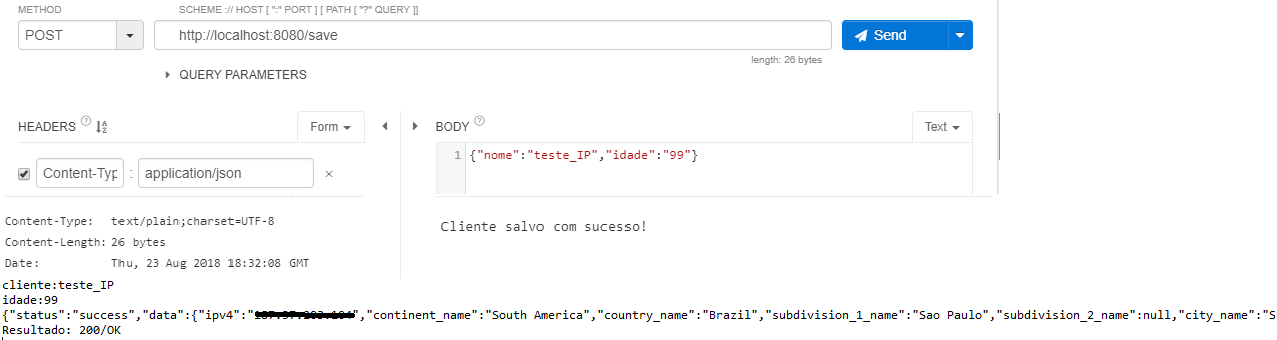 METHOD
SCHEME :// HOST [ ":" PORT ] [ PATH [ "?" QUERY ]]
POST
http://localhost:8080/save
Send
length: 26 bytes
QUERY PARAMETERS
HEADERS
Form
BODY
Text
Content-Typ : application/json ×
1 {"nome":"teste_IP","idade":"99"}
Content-Type: text/plain;charset=UTF-8
Content-Length: 26 bytes
Date: Thu, 23 Aug 2018 18:32:08 GMT
Cliente salvo com sucesso!
cliente:teste_IP
idade:99
{"status":"success","data":{"ipv4":"","continent_name":"South America","country_name":"Brazil","subdivision_1_name":"Sao Paulo","subdivision_2_name":null,"city_name":"S
Resultado: 200/OK